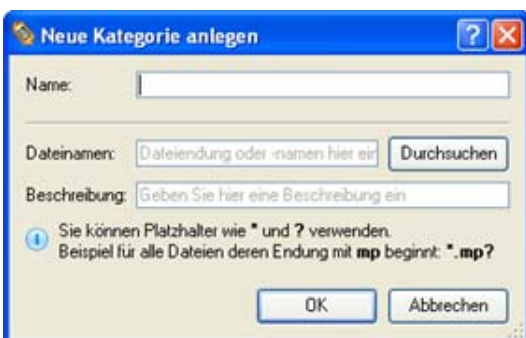 Neue Kategorie anlegen
Name:
Dateinamen: Dateiendung oder -namen hier ein Durchsuchen
Beschreibung: Geben Sie hier eine Beschreibung ein
Sie können Platzhalter wie * und ? verwenden.
Beispiel für alle Dateien deren Endung mit mp beginnt: *.mp?
OK Abbrechen